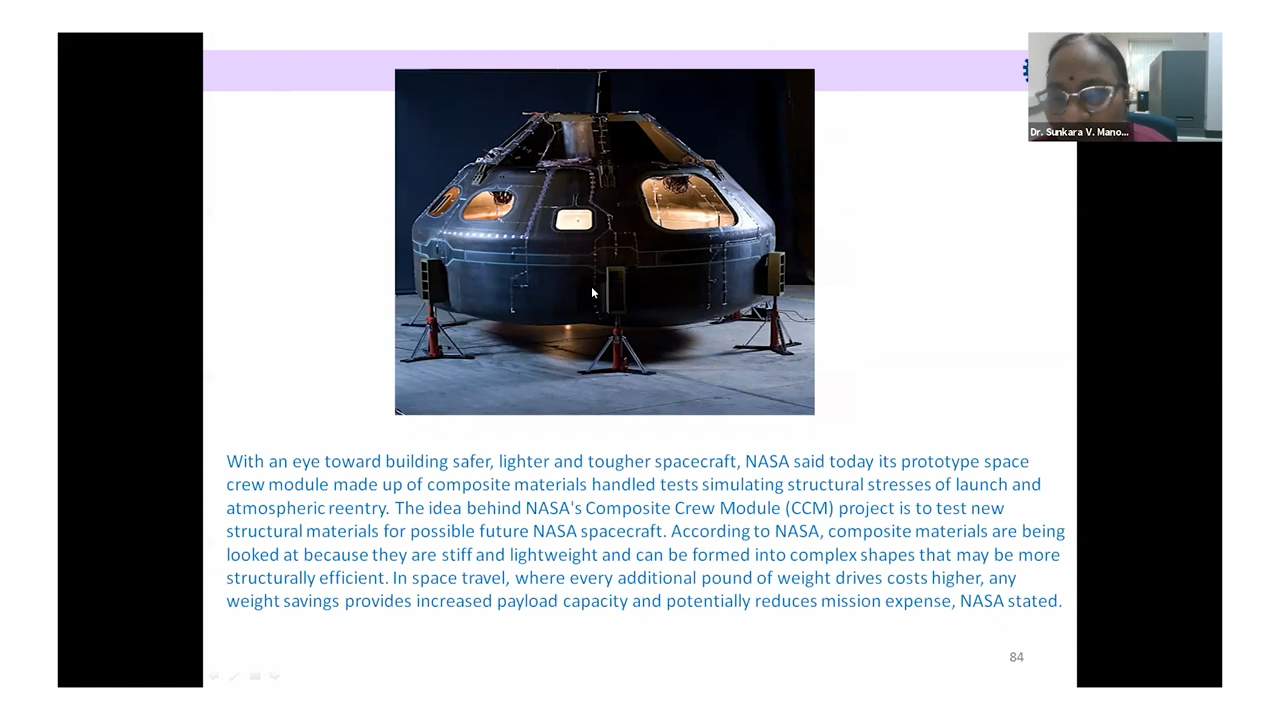 Dr. Sunkara V. Mano...
With an eye toward building safer, lighter and tougher spacecraft, NASA said today its prototype space
crew module made up of composite materials handled tests simulating structural stresses of launch and
atmospheric reentry. The idea behind NASA's Composite Crew Module (CCM) project is to test new
structural materials for possible future NASA spacecraft. According to NASA, composite materials are being
looked at because they are stiff and lightweight and can be formed into complex shapes that may be more
structurally efficient. In space travel, where every additional pound of weight drives costs higher, any
weight savings provides increased payload capacity and potentially reduces mission expense, NASA stated.
84